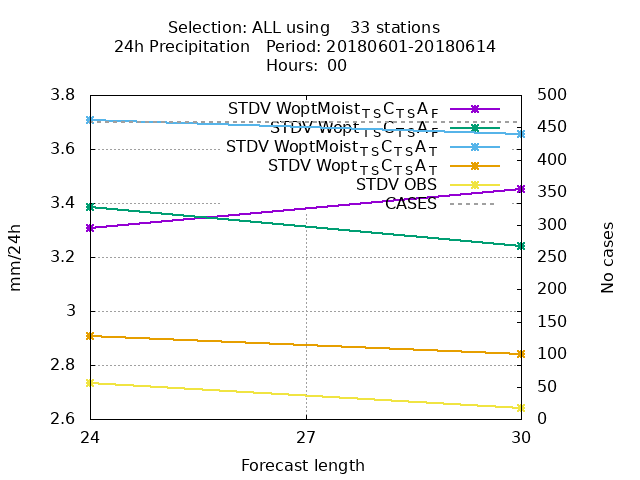 Selection: ALL using 33 stations
24h Precipitation Period: 20180601-20180614
Hours: 00
STDV WoptMoist_TS C_TS A_F
STDV Wopt_TS C_TS A_F
STDV WoptMoist_TS C_TS A_T
STDV Wopt_TS C_TS A_T
STDV OBS
CASES
3.8
3.6
3.4
3.2
3
2.8
2.6
mm/24h
500
450
400
350
300
250
200
150
100
50
0
No cases
24 27 30
Forecast length